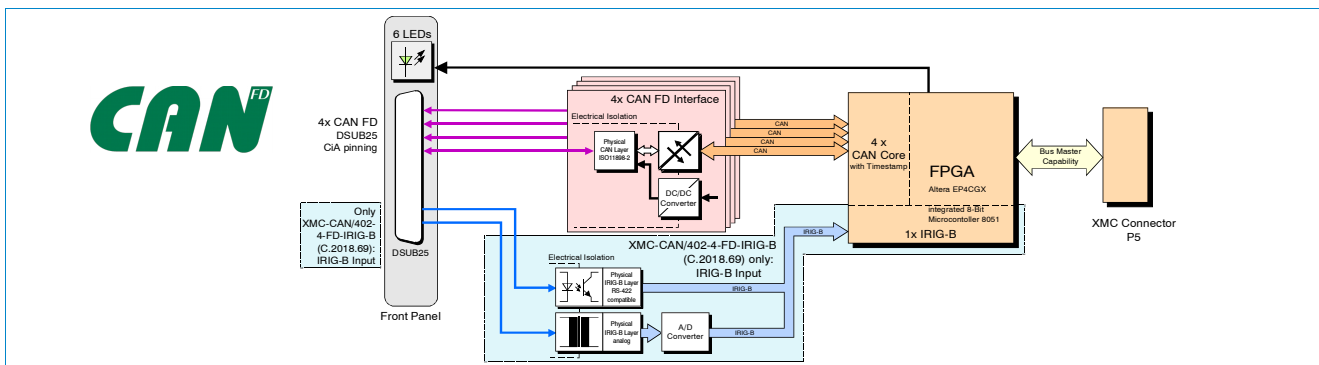 CAN FD
6 LEDs
4x CAN FD
DSUB25
CiA pinning
Only
XMC-CAN/402-
4-FD-IRIG-B
(C.2018.69):
IRIG-B Input
DSUB25
Front Panel
4x CAN FD Interface
Electrical Isolation
Physical
CAN Layer
ISO11898-2
DC/DC
Converter
CAN
CAN
CAN
CAN
4 x
CAN Core
with Timestamp
FPGA
Altera EP4CGX
integrated 8-Bit
Microcontoller 8051
1x IRIG-B
Bus Master
Capability
XMC Connector
P5
XMC-CAN/402-4-FD-IRIG-B
(C.2018.69) only:
IRIG-B Input
IRIG-B
Electrical Isolation
Physical
IRIG-B Layer
RS-422
compatible
IRIG-B
Physical
IRIG-B Layer
analog
A/D
Converter
IRIG-B